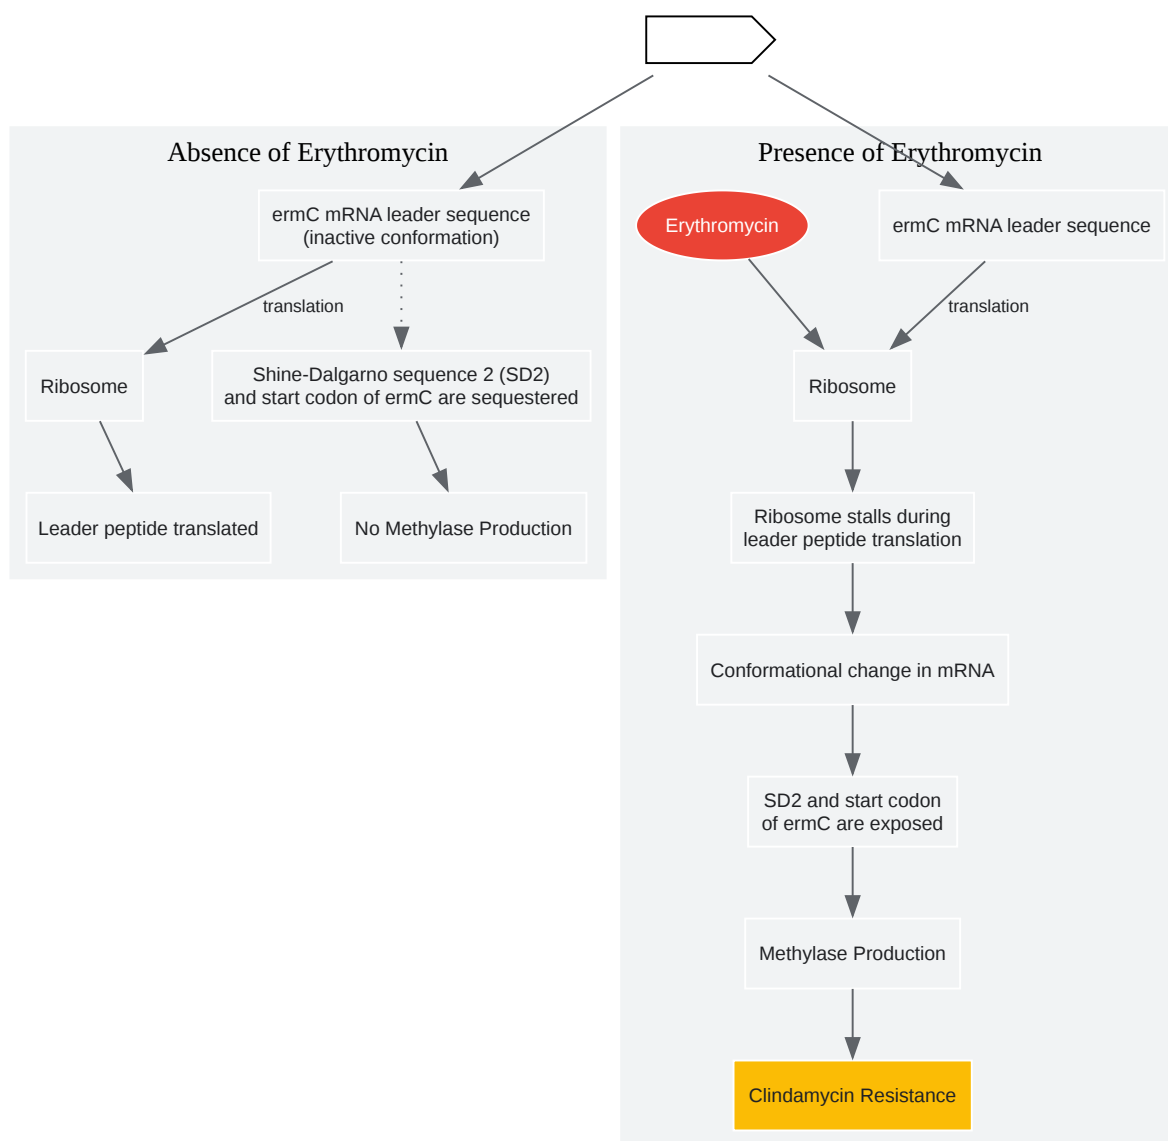 Absence of Erythromycin
ermC mRNA leader sequence
(inactive conformation)
translation
Ribosome
Shine-Dalgarno sequence 2 (SD2)
and start codon of ermC are sequestered
Leader peptide translated
No Methylase Production
Presence of Erythromycin
Erythromycin
ermC mRNA leader sequence
translation
Ribosome
Ribosome stalls during
leader peptide translation
Conformational change in mRNA
SD2 and start codon
of ermC are exposed
Methylase Production
Clindamycin Resistance